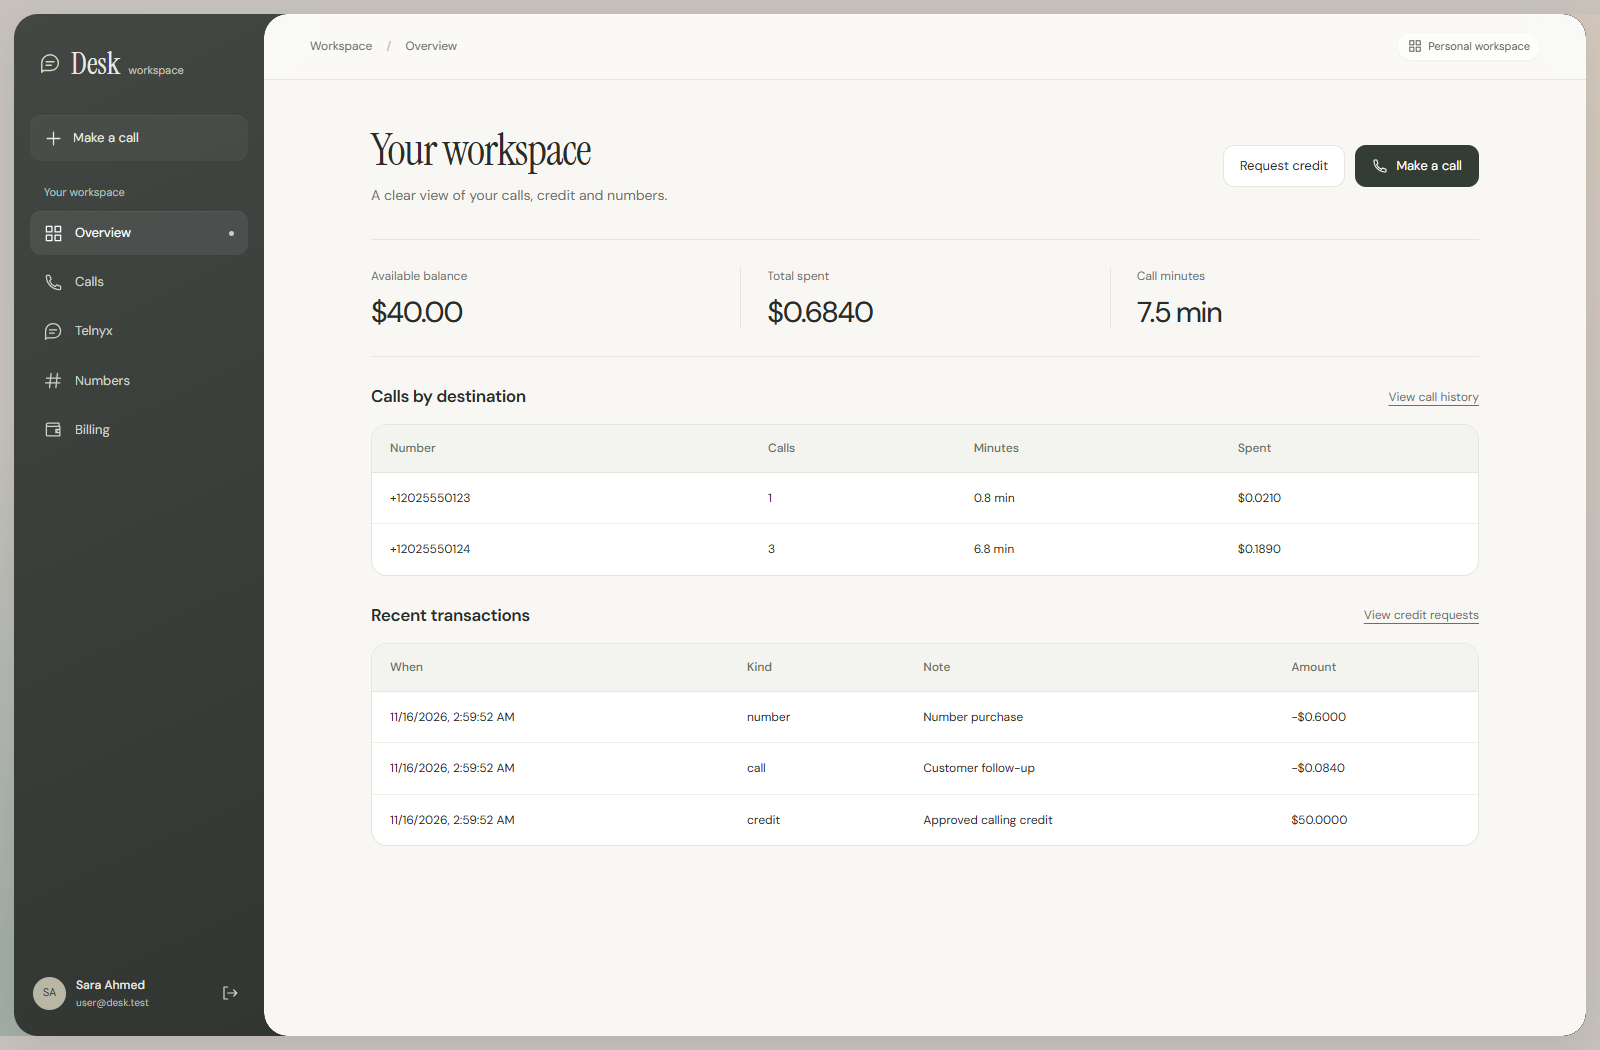 Desk workspace
Make a call
Your workspace
Overview
Calls
Telnyx
Numbers
Billing
SA
Sara Ahmed
user@desk.test
Workspace / Overview
Personal workspace
Your workspace
A clear view of your calls, credit and numbers.
Request credit
Make a call
Available balance
$40.00
Total spent
$0.6840
Call minutes
7.5 min
Calls by destination
View call history
Number Calls Minutes Spent
+12025550123 1 0.8 min $0.0210
+12025550124 3 6.8 min $0.1890
Recent transactions
View credit requests
When Kind Note Amount
11/16/2026, 2:59:52 AM number Number purchase -$0.6000
11/16/2026, 2:59:52 AM call Customer follow-up -$0.0840
11/16/2026, 2:59:52 AM credit Approved calling credit $50.0000